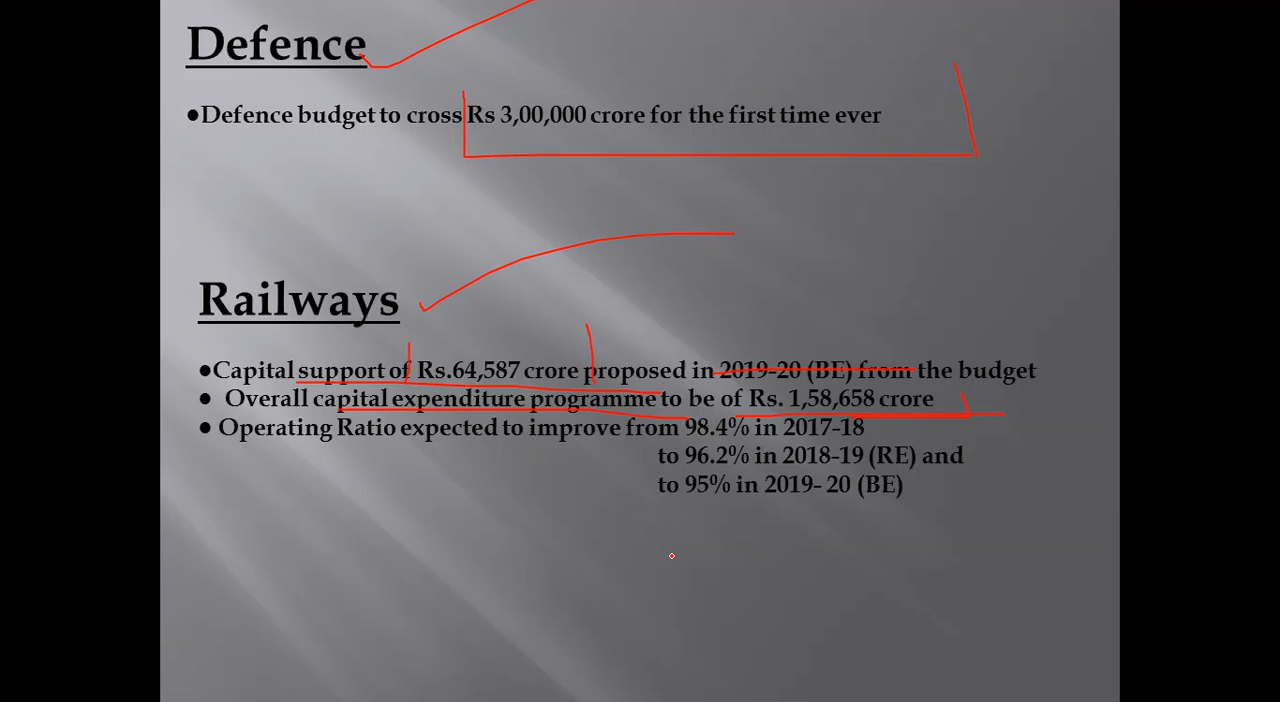 Defence
●Defence budget to cross Rs 3,00,000 crore for the first time ever
Railways
●Capital support of Rs.64,587 crore proposed in 2019-20 (BE) from the budget
● Overall capital expenditure programme to be of Rs. 1,58,658 crore
● Operating Ratio expected to improve from 98.4% in 2017-18
to 96.2% in 2018-19 (RE) and
to 95% in 2019- 20 (BE)